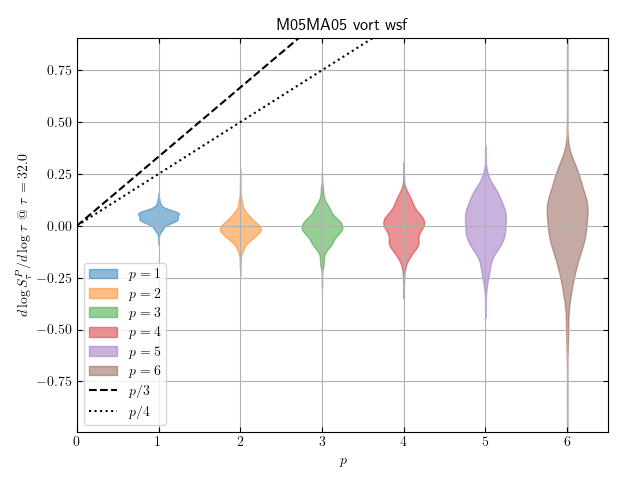 M05MA05 vort wsf
d log S_τ^P / d log τ @ τ = 32.0
0.75
0.50
0.25
0.00
−0.25
−0.50
−0.75
p = 1
p = 2
p = 3
p = 4
p = 5
p = 6
p/3
p/4
0 1 2 3 4 5 6
p